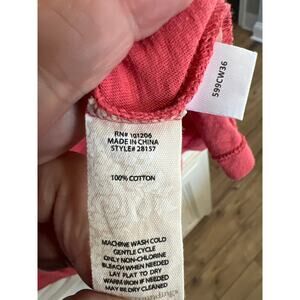 599CW36
RN# 101206
MADE IN CHINA
STYLE# 28157
100% COTTON
MACHINE WASH COLD
GENTLE CYCLE
ONLY NON-CHLORINE
BLEACH WHEN NEEDED
LAY FLAT TO DRY
WARM IRON IF NEEDED
MAY BE DRY CLEANED